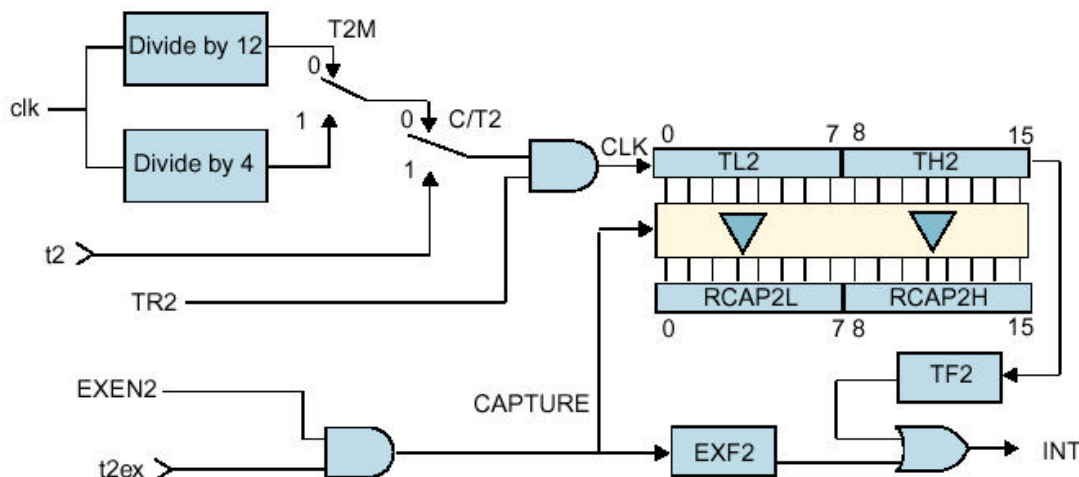 Divide by 12
T2M
0
clk
1
0
C/T2
Divide by 4
1
CLK
0
7
8
15
TL2
TH2
t2
TR2
RCAP2L
RCAP2H
0
7
8
15
EXEN2
CAPTURE
TF2
t2ex
EXF2
INT